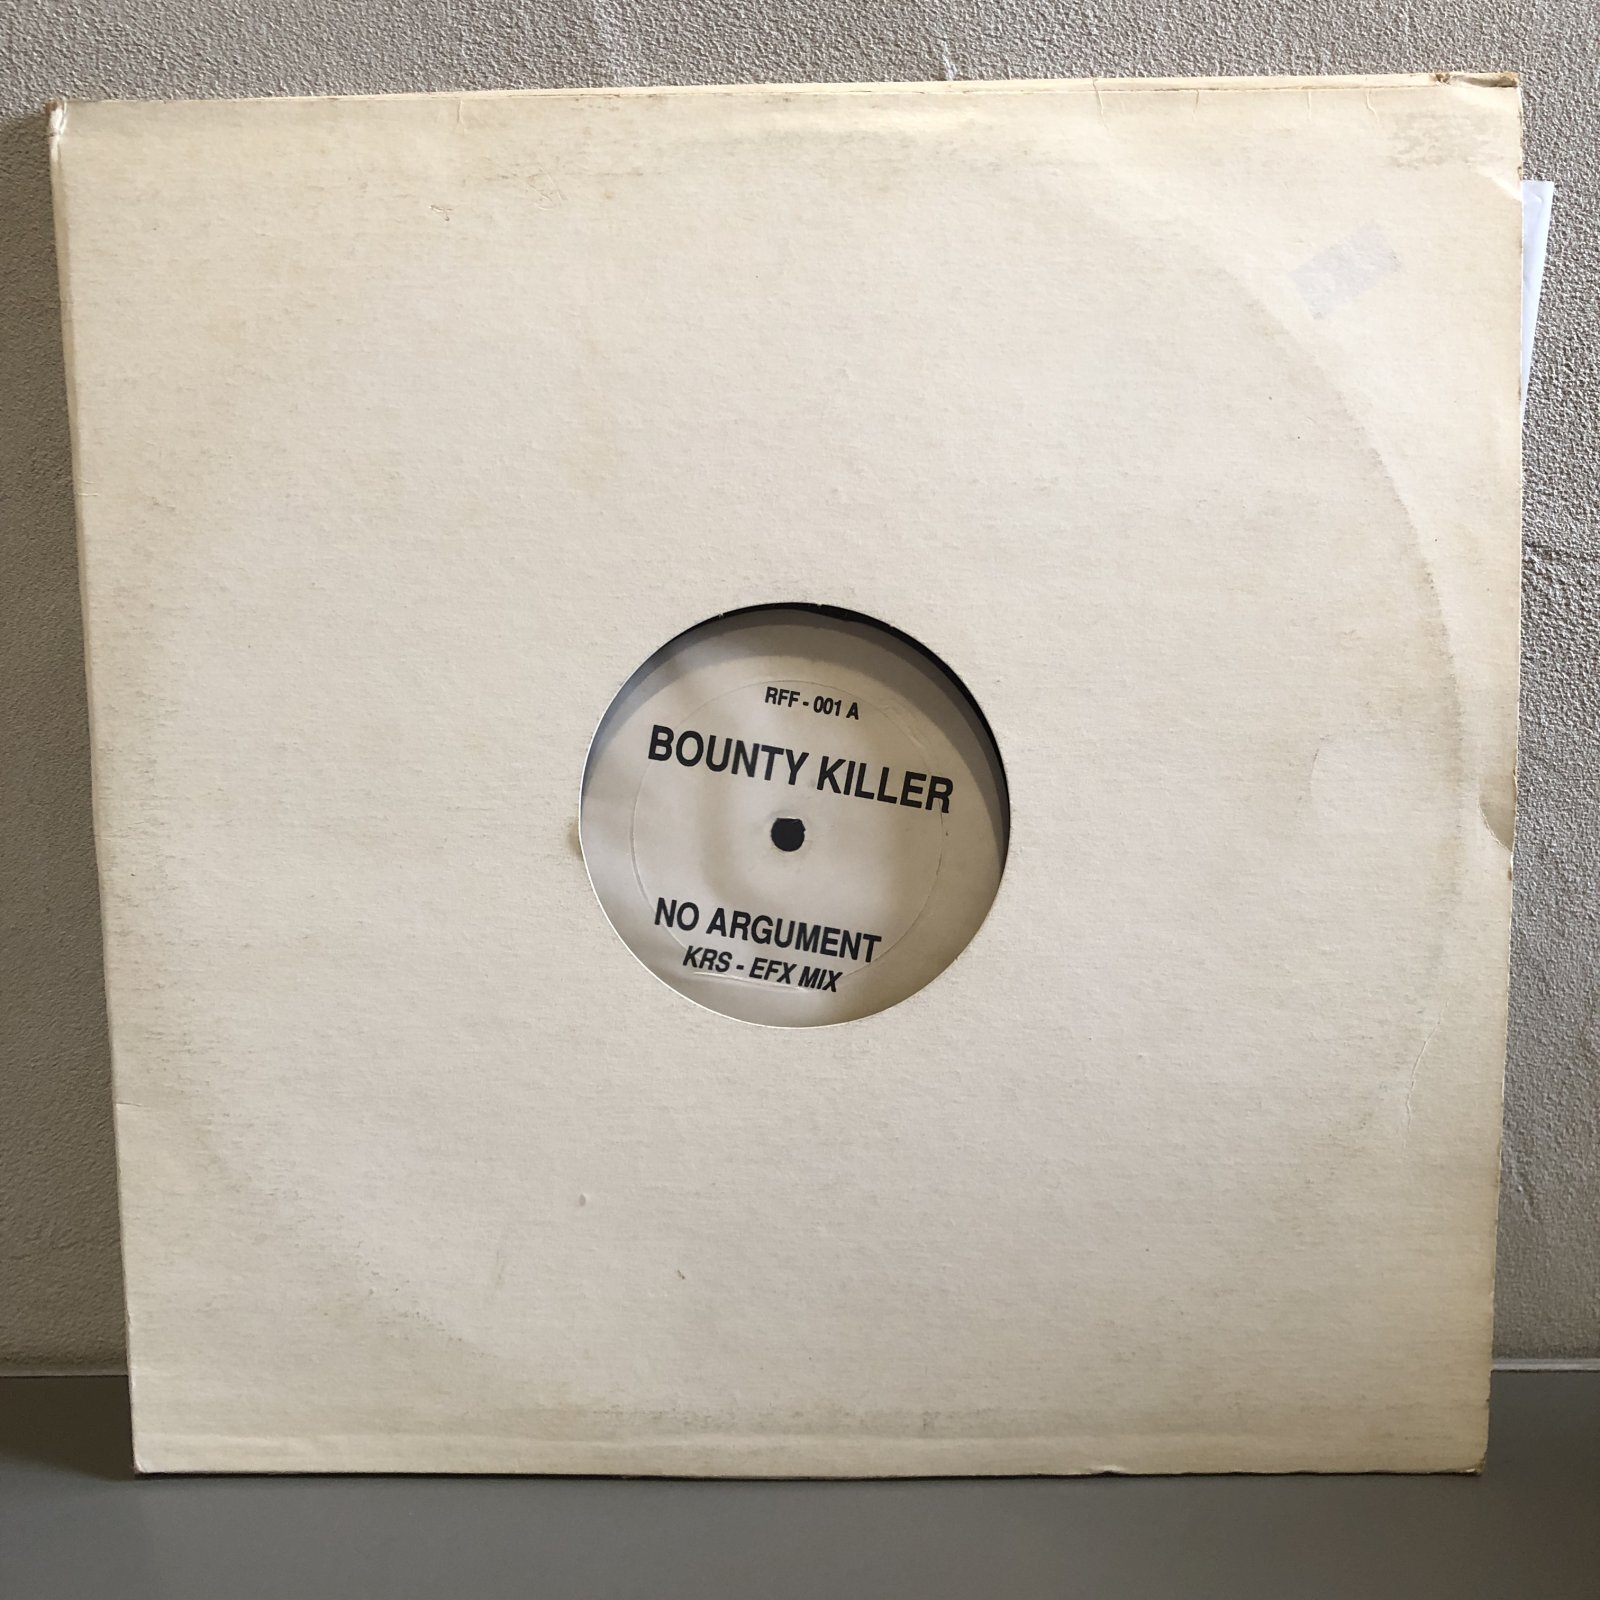 RFF - 001 A
BOUNTY KILLER
NO ARGUMENT
KRS - EFX MIX